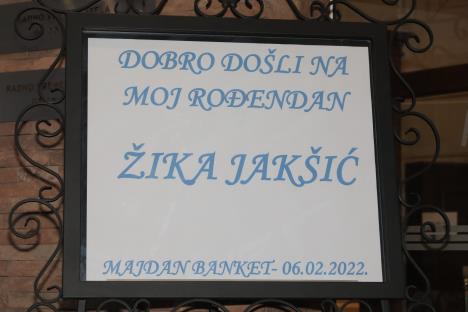 DOBRO DOŠLI NA
MOJ ROĐENDAN
ŽIKA JAKŠIĆ
MAJDAN BANKET- 06.02.2022.